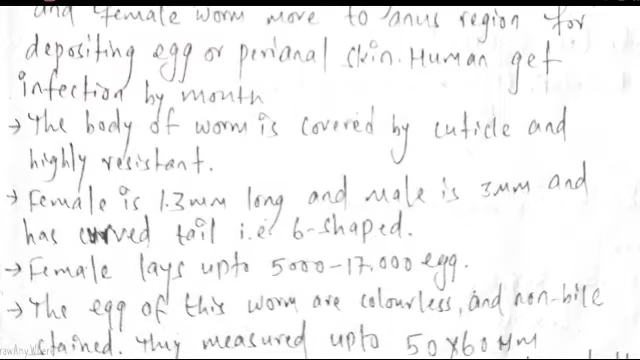 and female worm move to anus region for
depositing egg or perianal skin. Human get
infection by mouth
→ The body of worm is covered by cuticle and
highly resistant.
→ Female is 1.3mm long and male is 3mm and
has curved tail i.e. 6-shaped.
→ Female lays upto 5000-17,000 egg.
→ The egg of this worm are colourless, and non-bile
stained. They measured upto 50×60 μm